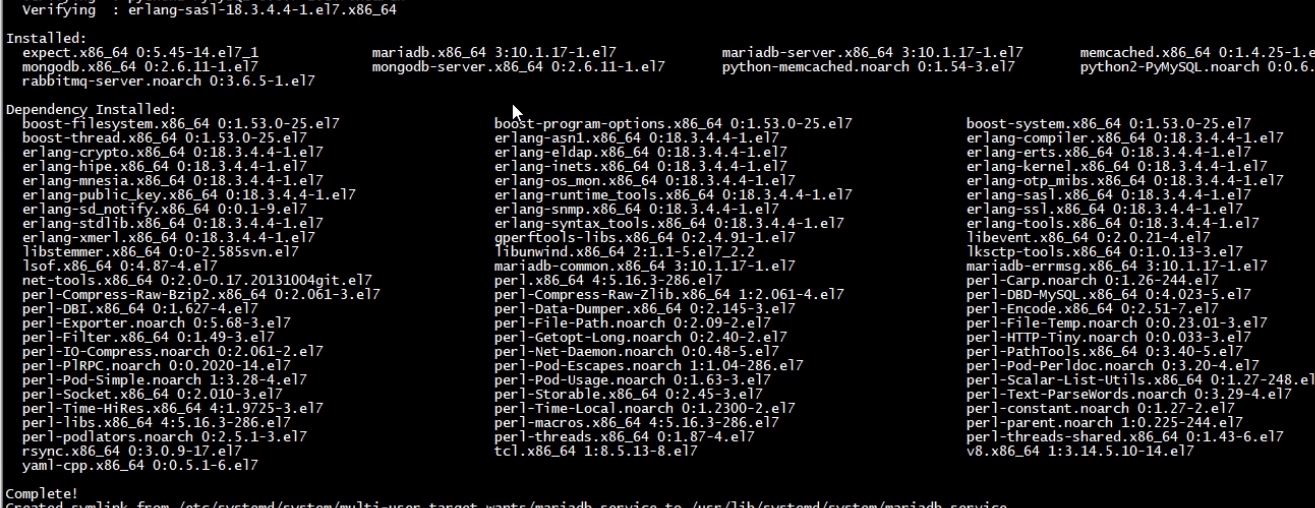 Verifying : erlang-sasl-18.3.4.4-1.el7.x86_64
Installed:
expect.x86_64 0:5.45-14.el7_1 mariadb.x86_64 3:10.1.17-1.el7 mariadb-server.x86_64 3:10.1.17-1.el7 memcached.x86_64 0:1.4.25-1.e
mongodb.x86_64 0:2.6.11-1.el7 mongodb-server.x86_64 0:2.6.11-1.el7 python-memcached.noarch 0:1.54-3.el7 python2-PyMySQL.noarch 0:0.6.
rabbitmq-server.noarch 0:3.6.5-1.el7
Dependency Installed:
boost-filesystem.x86_64 0:1.53.0-25.el7 boost-program-options.x86_64 0:1.53.0-25.el7 boost-system.x86_64 0:1.53.0-25.el7
boost-thread.x86_64 0:1.53.0-25.el7 erlang-asn1.x86_64 0:18.3.4.4-1.el7 erlang-compiler.x86_64 0:18.3.4.4-1.el7
erlang-crypto.x86_64 0:18.3.4.4-1.el7 erlang-eldap.x86_64 0:18.3.4.4-1.el7 erlang-erts.x86_64 0:18.3.4.4-1.el7
erlang-hipe.x86_64 0:18.3.4.4-1.el7 erlang-inets.x86_64 0:18.3.4.4-1.el7 erlang-kernel.x86_64 0:18.3.4.4-1.el7
erlang-mnesia.x86_64 0:18.3.4.4-1.el7 erlang-os_mon.x86_64 0:18.3.4.4-1.el7 erlang-otp_mibs.x86_64 0:18.3.4.4-1.el7
erlang-public_key.x86_64 0:18.3.4.4-1.el7 erlang-runtime_tools.x86_64 0:18.3.4.4-1.el7 erlang-sasl.x86_64 0:18.3.4.4-1.el7
erlang-sd_notify.x86_64 0:0.1-9.el7 erlang-snmp.x86_64 0:18.3.4.4-1.el7 erlang-ssl.x86_64 0:18.3.4.4-1.el7
erlang-stdlib.x86_64 0:18.3.4.4-1.el7 erlang-syntax_tools.x86_64 0:18.3.4.4-1.el7 erlang-tools.x86_64 0:18.3.4.4-1.el7
erlang-xmerl.x86_64 0:18.3.4.4-1.el7 gperftools-libs.x86_64 0:2.4.91-1.el7 libevent.x86_64 0:2.0.21-4.el7
libstemmer.x86_64 0:0-2.585svn.el7 libunwind.x86_64 2:1.1-5.el7_2.2 lksctp-tools.x86_64 0:1.0.13-3.el7
lsof.x86_64 0:4.87-4.el7 mariadb-common.x86_64 3:10.1.17-1.el7 mariadb-errmsg.x86_64 3:10.1.17-1.el7
net-tools.x86_64 0:2.0-0.17.20131004git.el7 perl.x86_64 4:5.16.3-286.el7 perl-Carp.noarch 0:1.26-244.el7
perl-Compress-Raw-Bzip2.x86_64 0:2.061-3.el7 perl-Compress-Raw-Zlib.x86_64 1:2.061-4.el7 perl-DBD-MySQL.x86_64 0:4.023-5.el7
perl-DBI.x86_64 0:1.627-4.el7 perl-Data-Dumper.x86_64 0:2.145-3.el7 perl-Encode.x86_64 0:2.51-7.el7
perl-Exporter.noarch 0:5.68-3.el7 perl-File-Path.noarch 0:2.09-2.el7 perl-File-Temp.noarch 0:0.23.01-3.el7
perl-Filter.x86_64 0:1.49-3.el7 perl-Getopt-Long.noarch 0:2.40-2.el7 perl-HTTP-Tiny.noarch 0:0.033-3.el7
perl-IO-Compress.noarch 0:2.061-2.el7 perl-Net-Daemon.noarch 0:0.48-5.el7 perl-PathTools.x86_64 0:3.40-5.el7
perl-PlRPC.noarch 0:0.2020-14.el7 perl-Pod-Escapes.noarch 1:1.04-286.el7 perl-Pod-Perldoc.noarch 0:3.20-4.el7
perl-Pod-Simple.noarch 1:3.28-4.el7 perl-Pod-Usage.noarch 0:1.63-3.el7 perl-Scalar-List-Utils.x86_64 0:1.27-248.el
perl-Socket.x86_64 0:2.010-3.el7 perl-Storable.x86_64 0:2.45-3.el7 perl-Text-ParseWords.noarch 0:3.29-4.el7
perl-Time-HiRes.x86_64 4:1.9725-3.el7 perl-Time-Local.noarch 0:1.2300-2.el7 perl-constant.noarch 0:1.27-2.el7
perl-libs.x86_64 4:5.16.3-286.el7 perl-macros.x86_64 4:5.16.3-286.el7 perl-parent.noarch 1:0.225-244.el7
perl-podlators.noarch 0:2.5.1-3.el7 perl-threads.x86_64 0:1.87-4.el7 perl-threads-shared.x86_64 0:1.43-6.el7
rsync.x86_64 0:3.0.9-17.el7 tcl.x86_64 1:8.5.13-8.el7 v8.x86_64 1:3.14.5.10-14.el7
yaml-cpp.x86_64 0:0.5.1-6.el7
Complete!
Created symlink from /etc/systemd/system/multi-user.target.wants/mariadb.service to /usr/lib/systemd/system/mariadb.service.